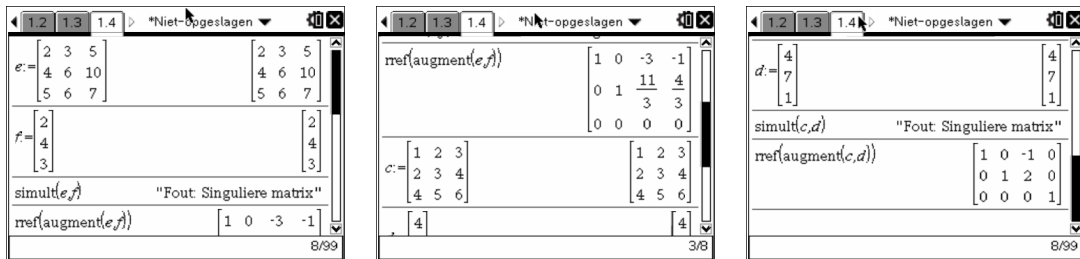 1.2 1.3 1.4 *Niet-opgeslagen
e:= [2 3 5; 4 6 10; 5 6 7] [2 3 5; 4 6 10; 5 6 7]
f:= [2; 4; 3] [2; 4; 3]
simult(e,f) "Fout: Singuliere matrix"
rref(augment(e,f)) [1 0 -3 -1
8/99
1.2 1.3 1.4 *Niet-opgeslagen
rref(augment(e,f)) [1 0 -3 -1; 0 1 11/3 4/3; 0 0 0 0]
c:= [1 2 3; 2 3 4; 4 5 6] [1 2 3; 2 3 4; 4 5 6]
[4] [4]
3/8
1.2 1.3 1.4 *Niet-opgeslagen
d:= [4; 7; 1] [4; 7; 1]
simult(c,d) "Fout: Singuliere matrix"
rref(augment(c,d)) [1 0 -1 0; 0 1 2 0; 0 0 0 1]
8/99